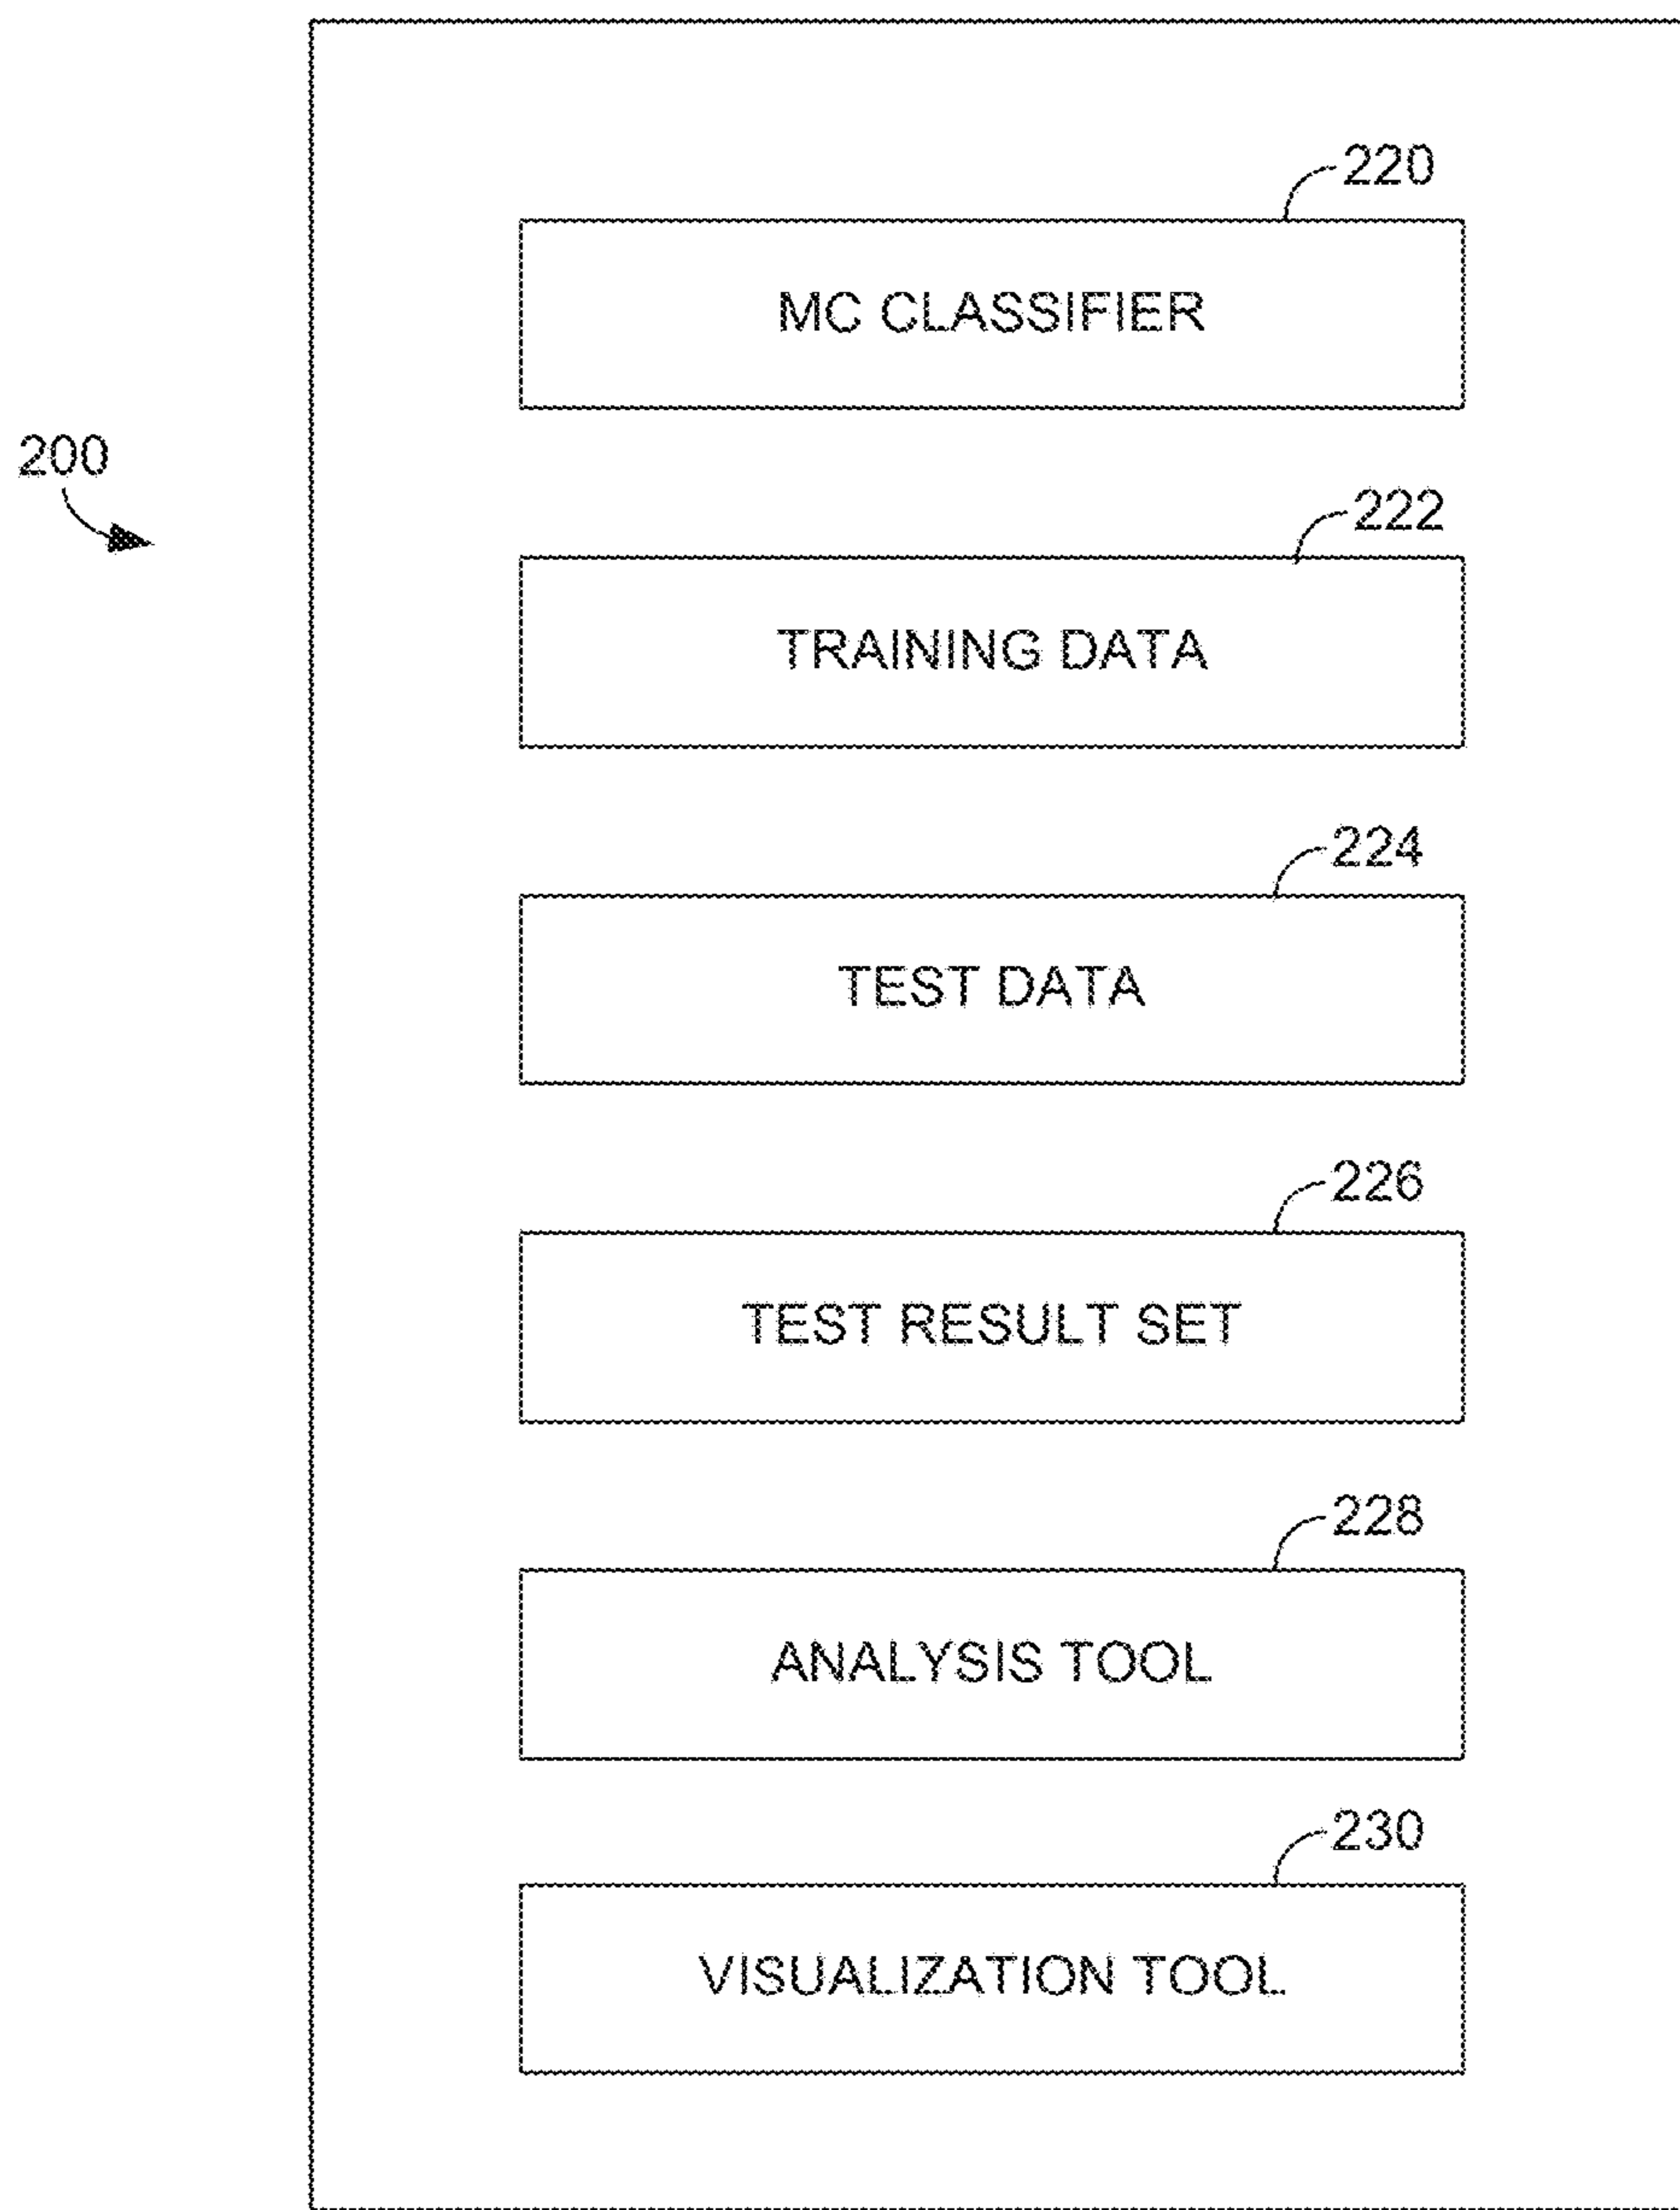 220
MC CLASSIFIER
200
222
TRAINING DATA
224
TEST DATA
226
TEST RESULT SET
228
ANALYSIS TOOL
230
VISUALIZATION TOOL